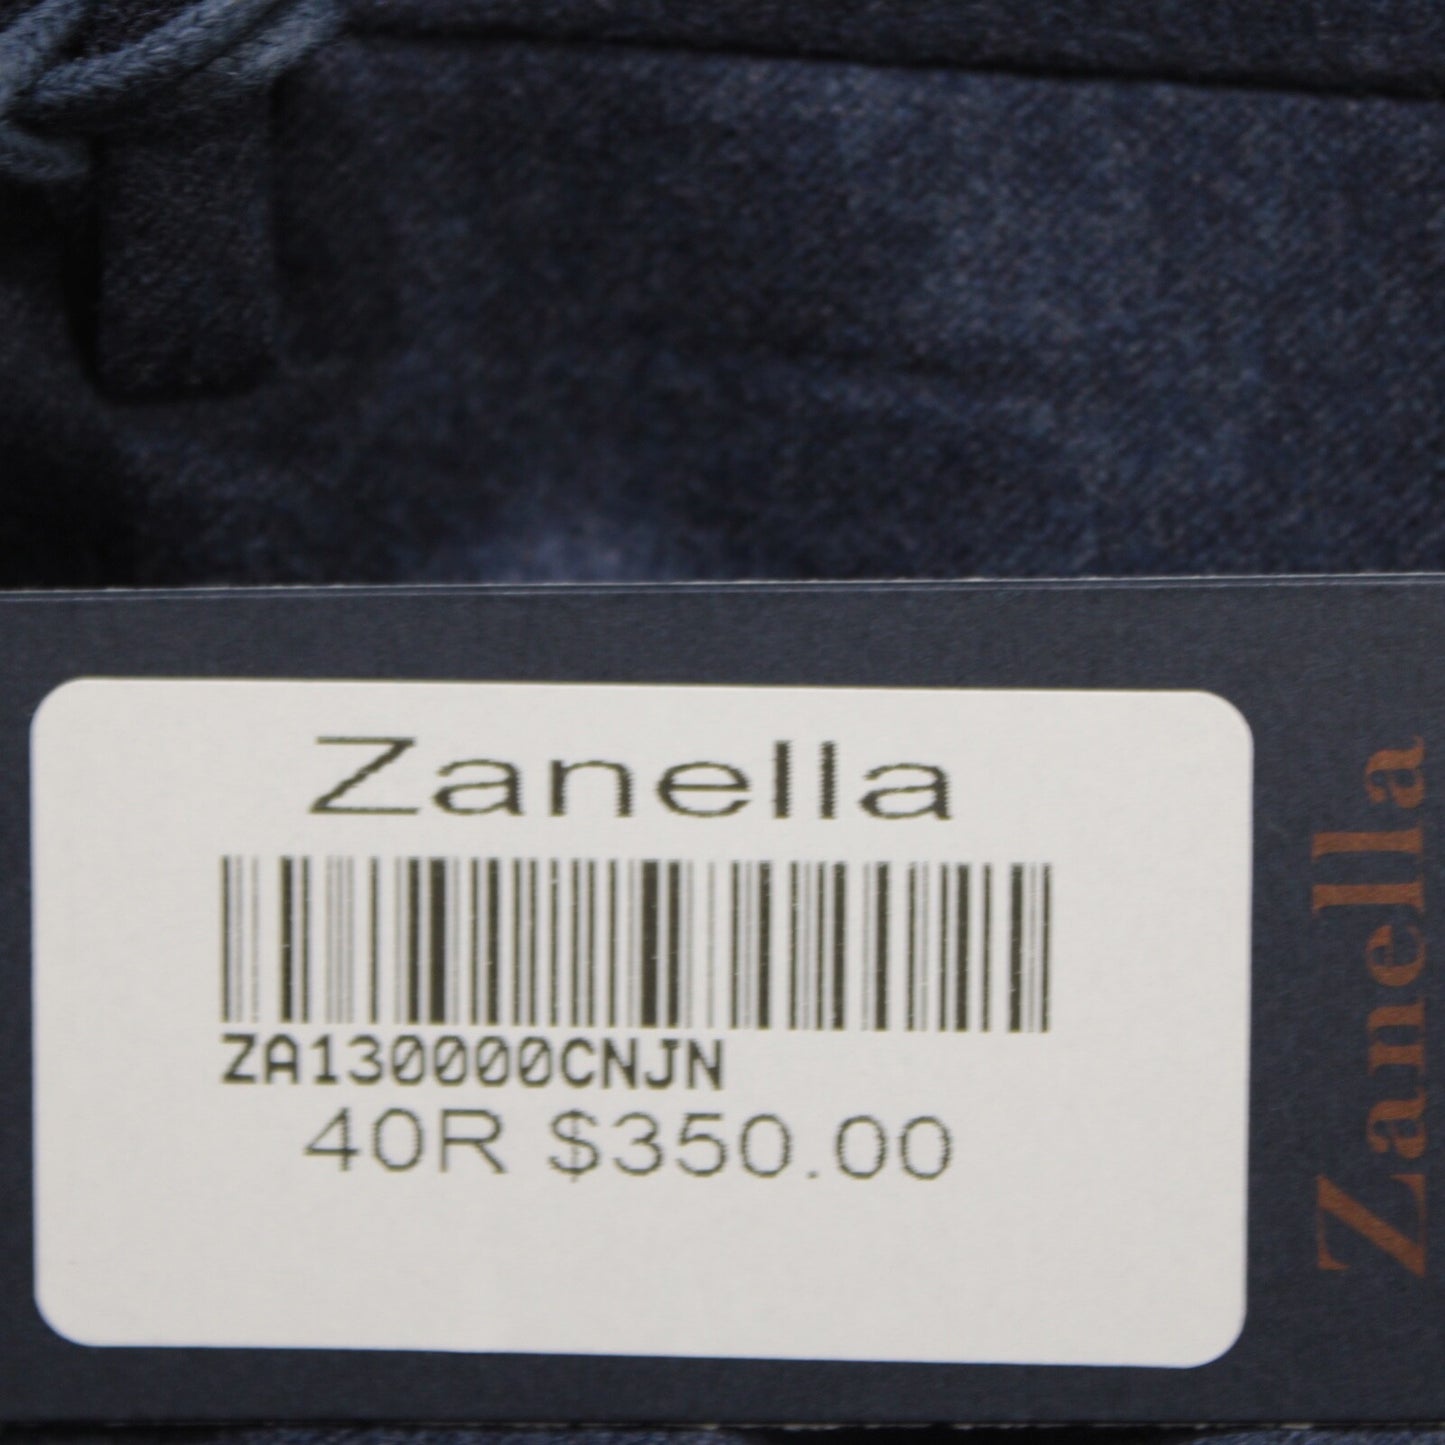 Zanella
ZA130000CNJN
40R $350.00
Zanella